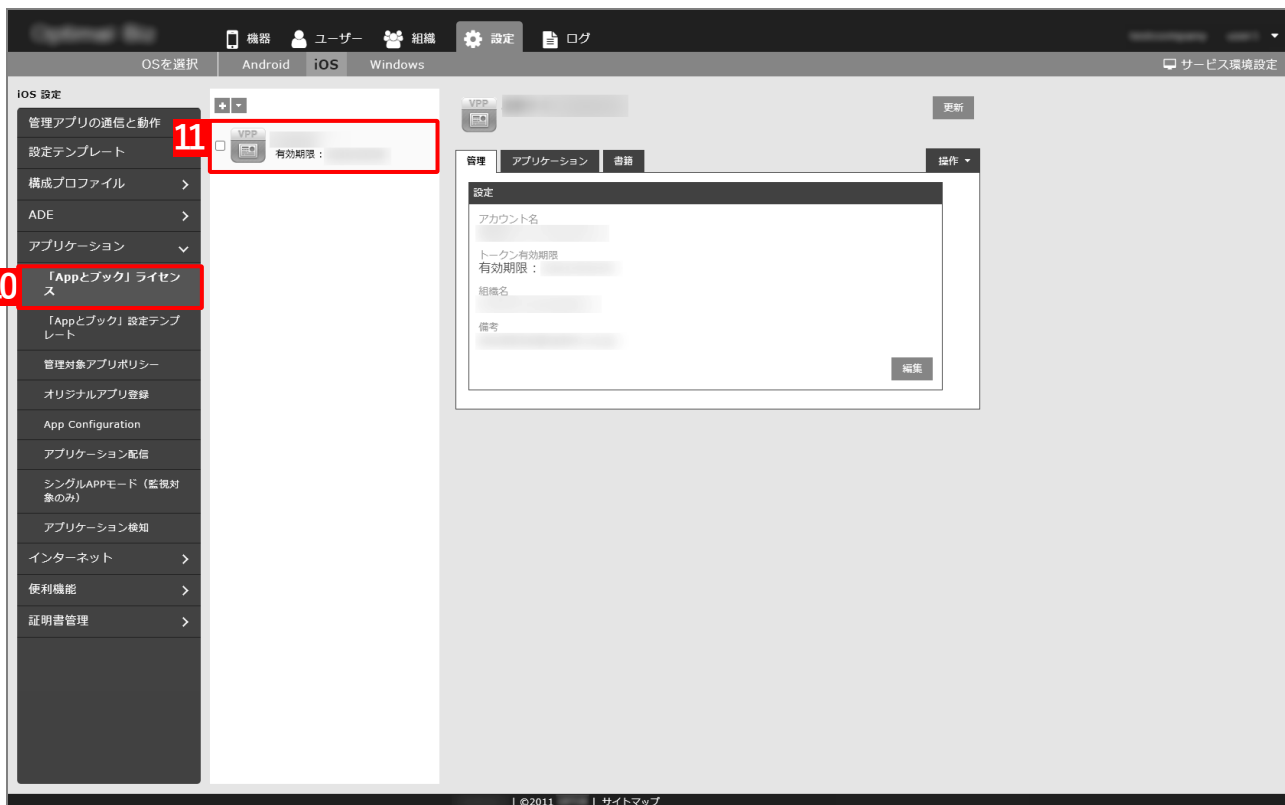 機器
ユーザー
組織
設定
ログ
OSを選択
Android
iOS
Windows
サービス環境設定
iOS 設定
管理アプリの通信と動作
設定テンプレート
構成プロファイル
ADE
アプリケーション
「Appとブック」ライセン
ス
「Appとブック」設定テンプ
レート
管理対象アプリポリシー
オリジナルアプリ登録
App Configuration
アプリケーション配信
シングルAPPモード（監視対
象のみ）
アプリケーション検知
インターネット
便利機能
証明書管理
11
VPP
有効期限：
VPP
更新
管理
アプリケーション
書籍
操作
設定
アカウント名
トークン有効期限
有効期限：
組織名
備考
編集
| ©2011
| サイトマップ